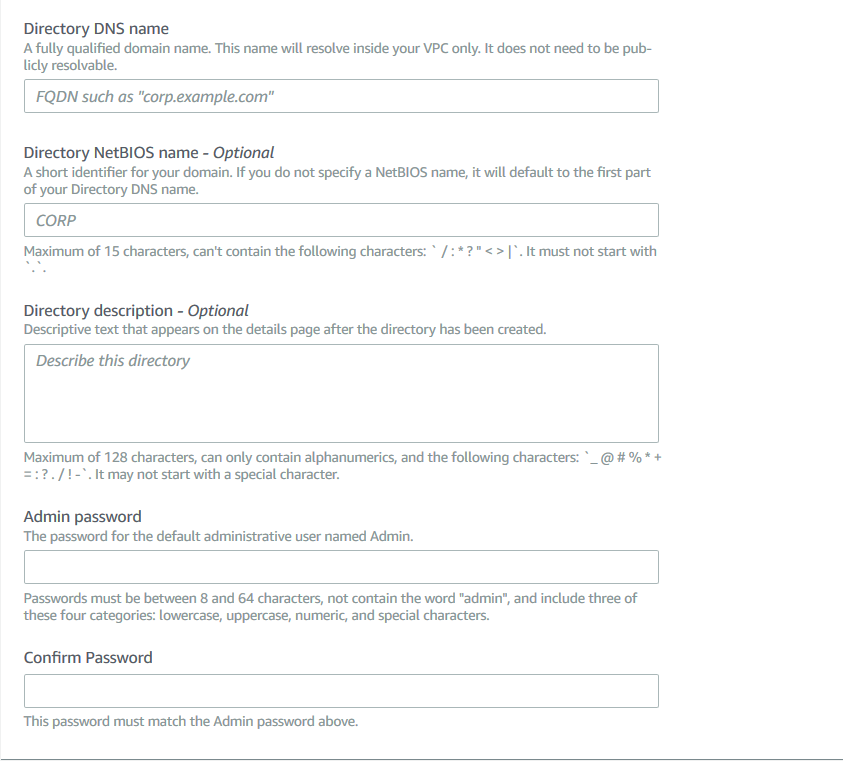 Directory DNS name
A fully qualified domain name. This name will resolve inside your VPC only. It does not need to be pub-
licly resolvable.
FQDN such as "corp.example.com"
Directory NetBIOS name - Optional
A short identifier for your domain. If you do not specify a NetBIOS name, it will default to the first part
of your Directory DNS name.
CORP
Maximum of 15 characters, can't contain the following characters: ` / : * ? " < > |`. It must not start with
`.`.
Directory description - Optional
Descriptive text that appears on the details page after the directory has been created.
Describe this directory
Maximum of 128 characters, can only contain alphanumerics, and the following characters: `_ @ # % * +
= : ? . / ! -`. It may not start with a special character.
Admin password
The password for the default administrative user named Admin.
Passwords must be between 8 and 64 characters, not contain the word "admin", and include three of
these four categories: lowercase, uppercase, numeric, and special characters.
Confirm Password
This password must match the Admin password above.